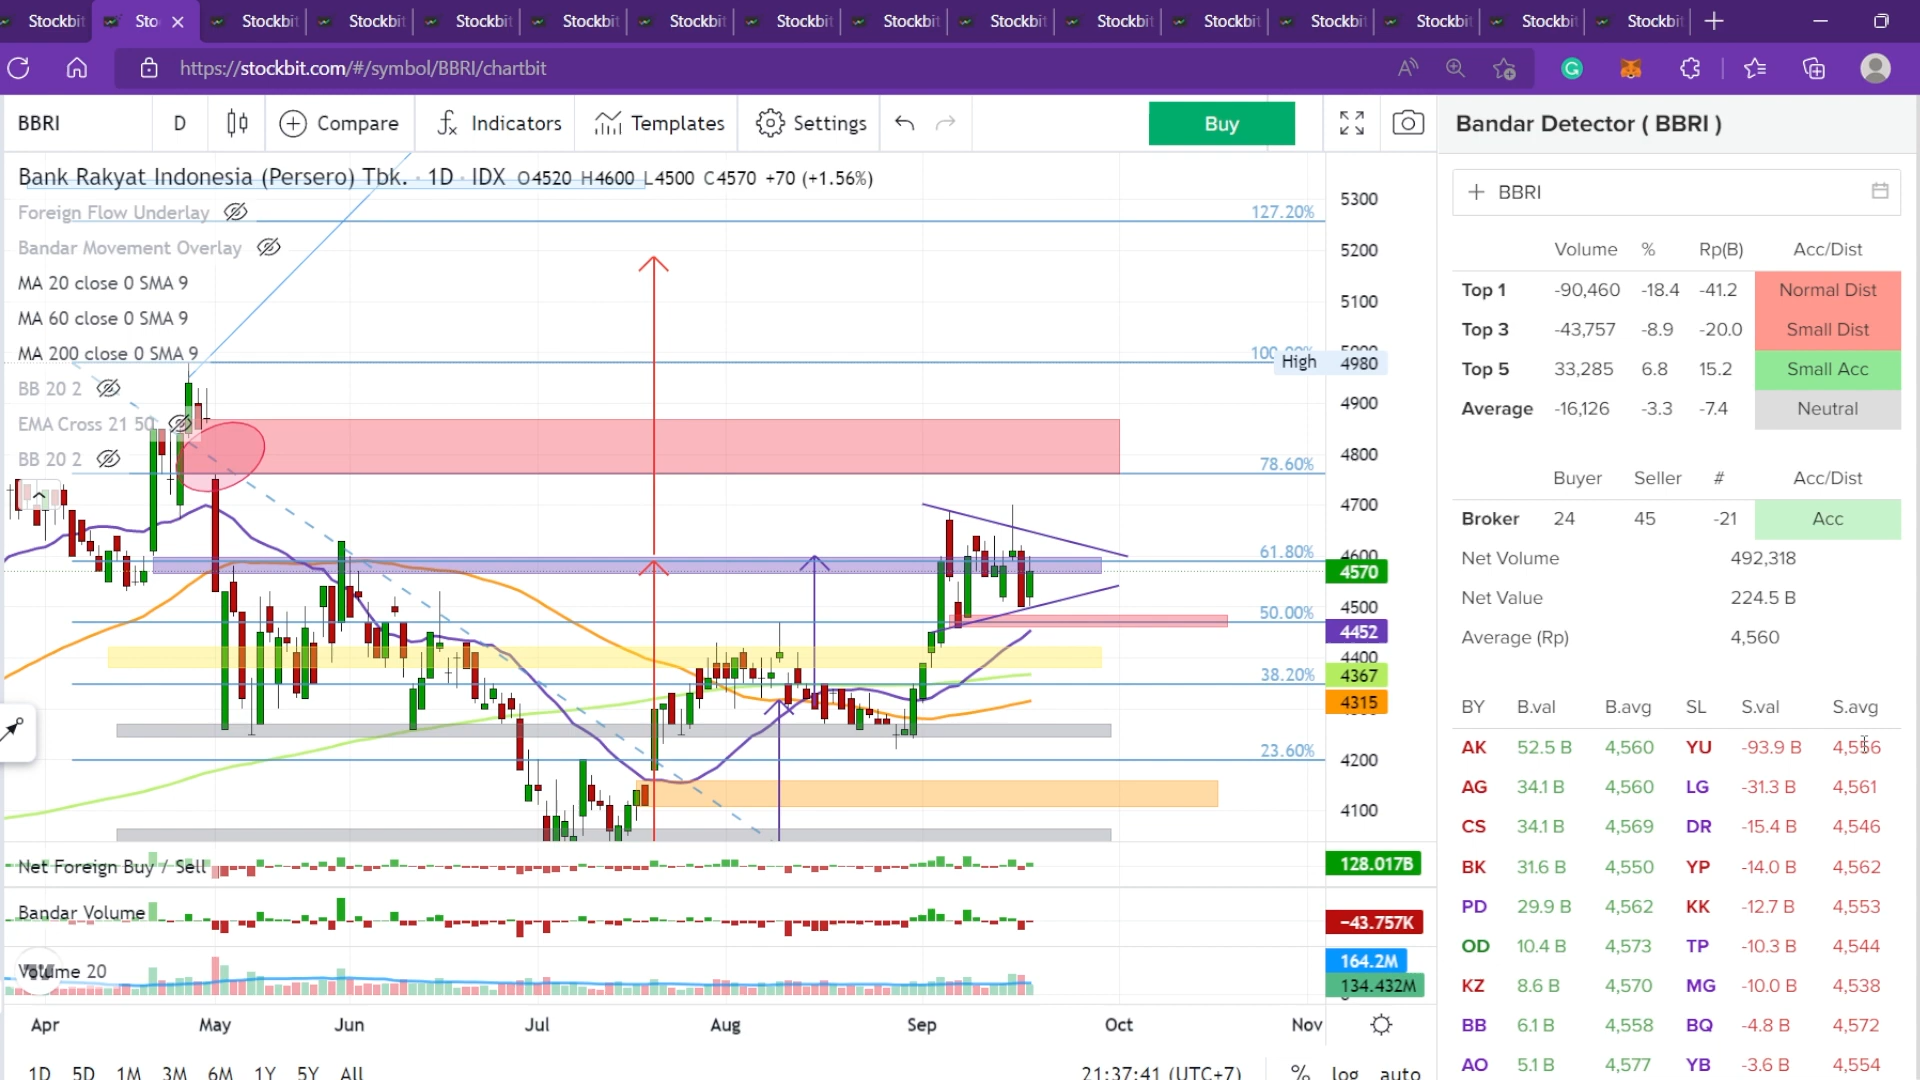 Stockbit Sto Stockbit Stockbit Stockbit Stockbit Stockbit Stockbit Stockbit Stockbit Stockbit Stockbit Stockbit Stockbit Stockbit Stockbit
https://stockbit.com/#/symbol/BBRI/chartbit
BBRI D Compare Indicators Templates Settings Buy
Bandar Detector ( BBRI )
Bank Rakyat Indonesia (Persero) Tbk. · 1D · IDX O4520 H4600 L4500 C4570 +70 (+1.56%)
Foreign Flow Underlay
Bandar Movement Overlay
MA 20 close 0 SMA 9
MA 60 close 0 SMA 9
MA 200 close 0 SMA 9
BB 20 2
EMA Cross 21 50
BB 20 2
127.20%
100.00%
High 4980
78.60%
61.80%
50.00%
38.20%
23.60%
5300
5200
5100
5000
4900
4800
4700
4600
4570
4500
4452
4400
4367
4315
4200
4100
Net Foreign Buy / Sell 128.017B
Bandar Volume −43.757K
Volume 20 164.2M
134.432M
Apr May Jun Jul Aug Sep Oct Nov
1D 5D 1M 3M 6M 1Y 5Y All 21:37:41 (UTC+7) % log auto
BBRI
Volume % Rp(B) Acc/Dist
Top 1 -90,460 -18.4 -41.2 Normal Dist
Top 3 -43,757 -8.9 -20.0 Small Dist
Top 5 33,285 6.8 15.2 Small Acc
Average -16,126 -3.3 -7.4 Neutral
Buyer Seller # Acc/Dist
Broker 24 45 -21 Acc
Net Volume 492,318
Net Value 224.5 B
Average (Rp) 4,560
BY B.val B.avg SL S.val S.avg
AK 52.5 B 4,560 YU -93.9 B 4,556
AG 34.1 B 4,560 LG -31.3 B 4,561
CS 34.1 B 4,569 DR -15.4 B 4,546
BK 31.6 B 4,550 YP -14.0 B 4,562
PD 29.9 B 4,562 KK -12.7 B 4,553
OD 10.4 B 4,573 TP -10.3 B 4,544
KZ 8.6 B 4,570 MG -10.0 B 4,538
BB 6.1 B 4,558 BQ -4.8 B 4,572
AO 5.1 B 4,577 YB -3.6 B 4,554